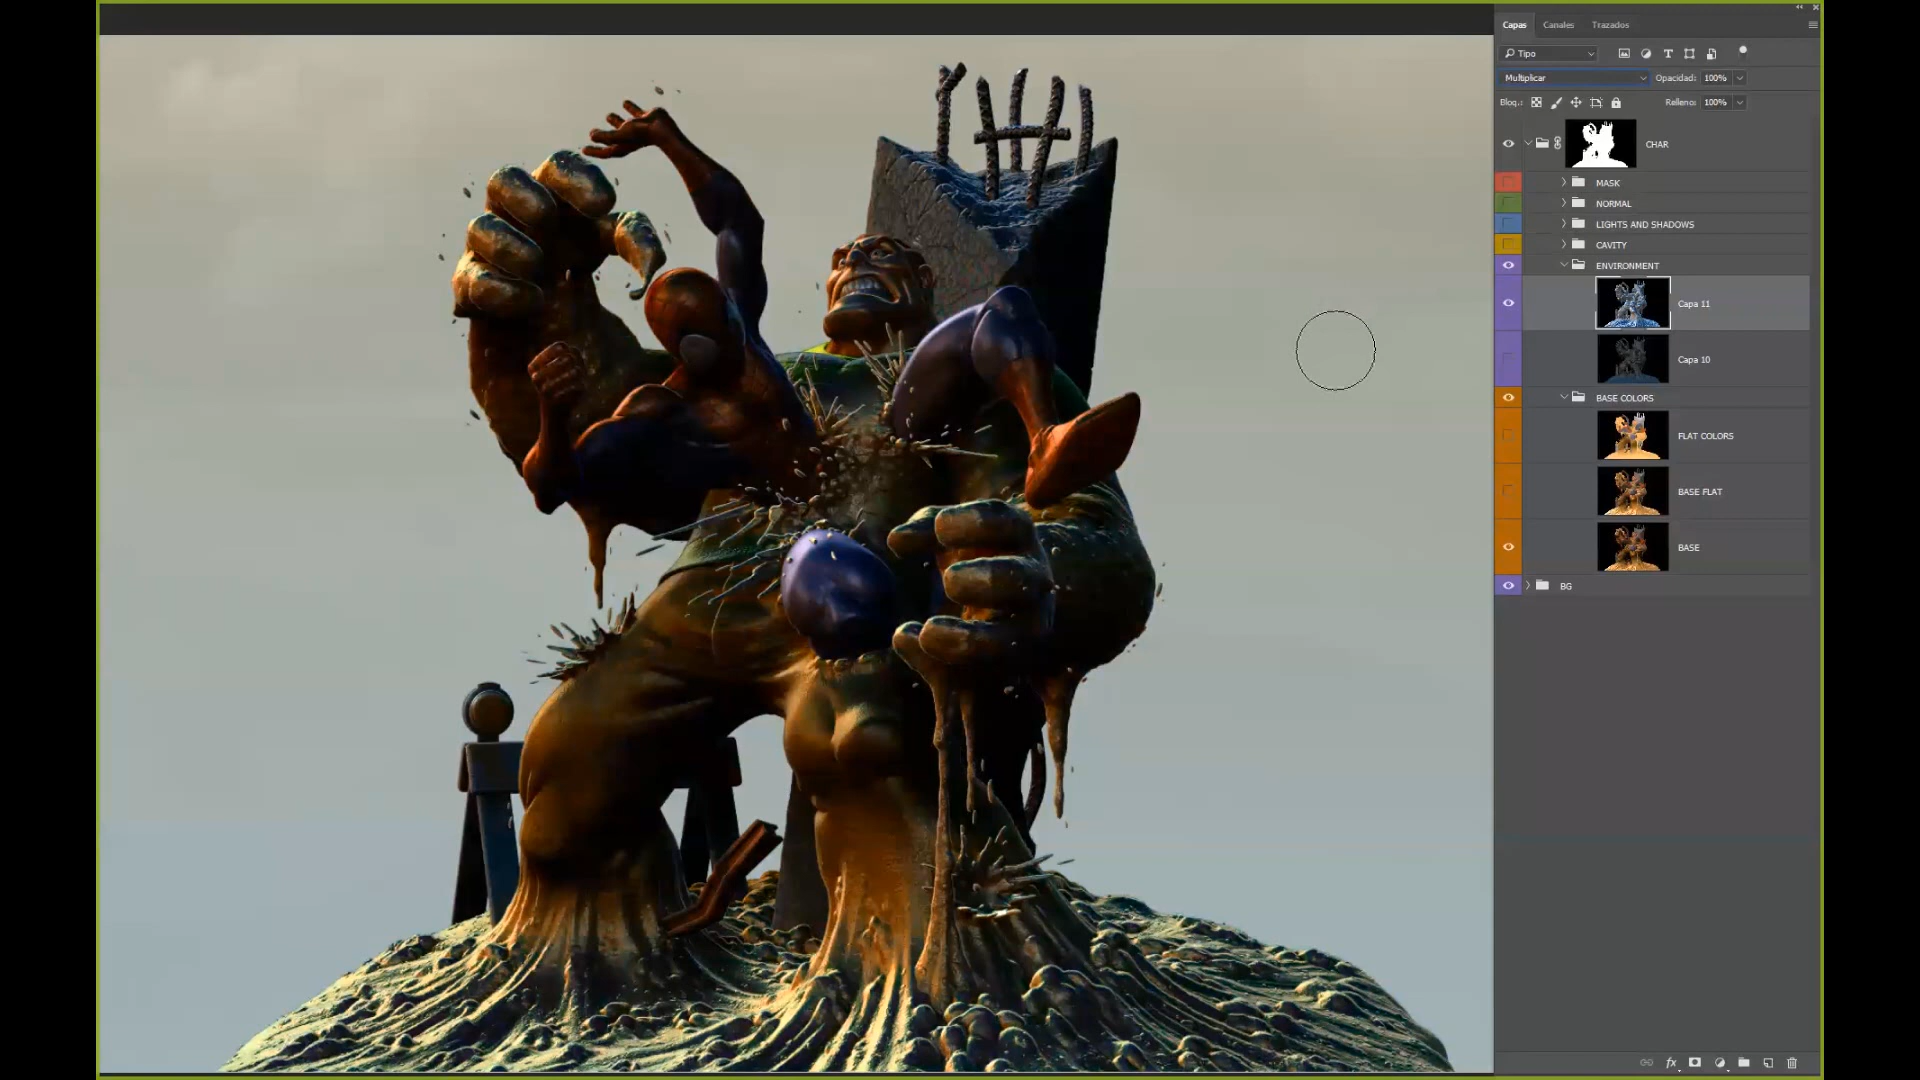 Capas Canales Trazados
Tipo
Multiplicar Opacidad: 100%
Bloq.: Relleno: 100%
CHAR
MASK
NORMAL
LIGHTS AND SHADOWS
CAVITY
ENVIRONMENT
Capa 11
Capa 10
BASE COLORS
FLAT COLORS
BASE FLAT
BASE
BG
fx